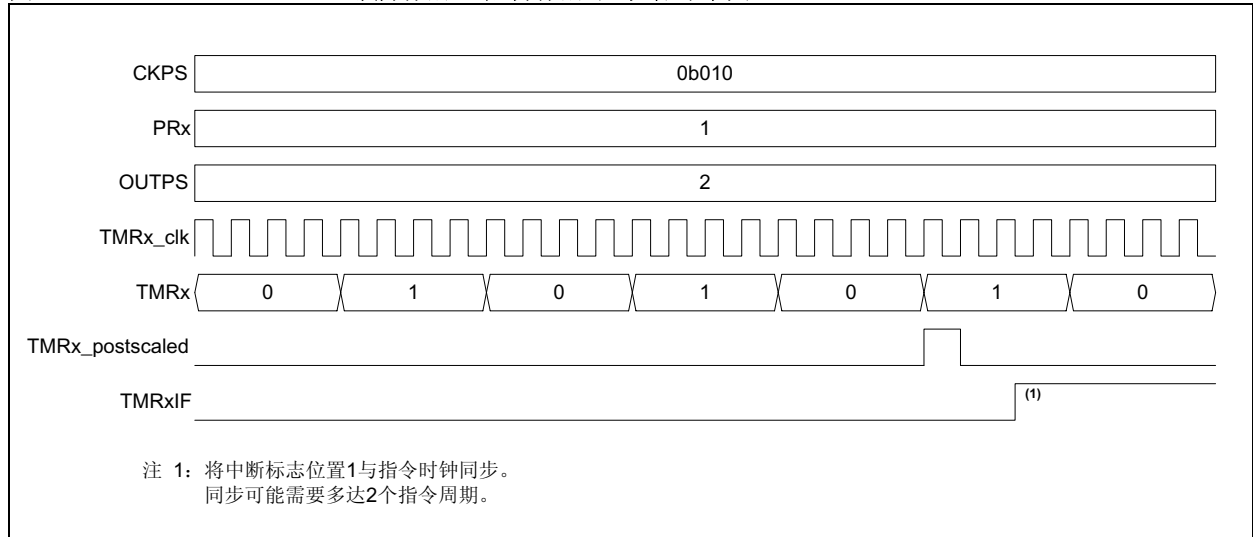 CKPS 0b010
PRx 1
OUTPS 2
TMRx_clk
TMRx 0 1 0 1 0 1 0
TMRx_postscaled
TMRxIF (1)
注 1：将中断标志位置1与指令时钟同步。
同步可能需要多达2个指令周期。